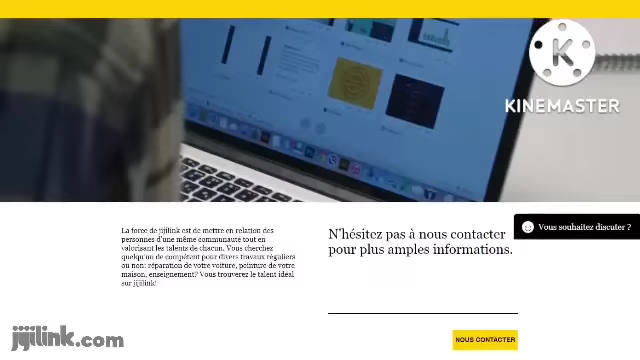 KINEMASTER
La force de jijilink est de mettre en relation des
personnes d'une même communauté tout en
valorisant les talents de chacun. Vous cherchez
quelqu'un de compétent pour divers travaux réguliers
ou non: réparation de votre voiture, peinture de votre
maison, enseignement? Vous trouverez le talent idéal
sur jijilink!
N'hésitez pas à nous contacter
pour plus amples informations.
Vous souhaitez discuter ?
NOUS CONTACTER
jijilink.com